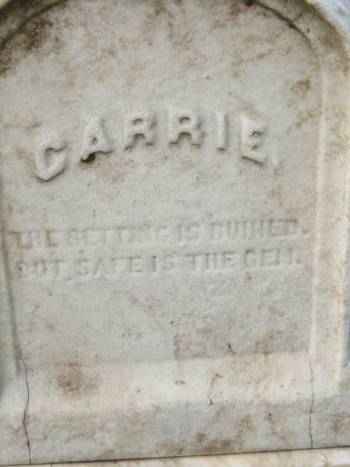 CARRIE.
THE SETTING IS RUINED.
BUT SAFE IS THE GEM.